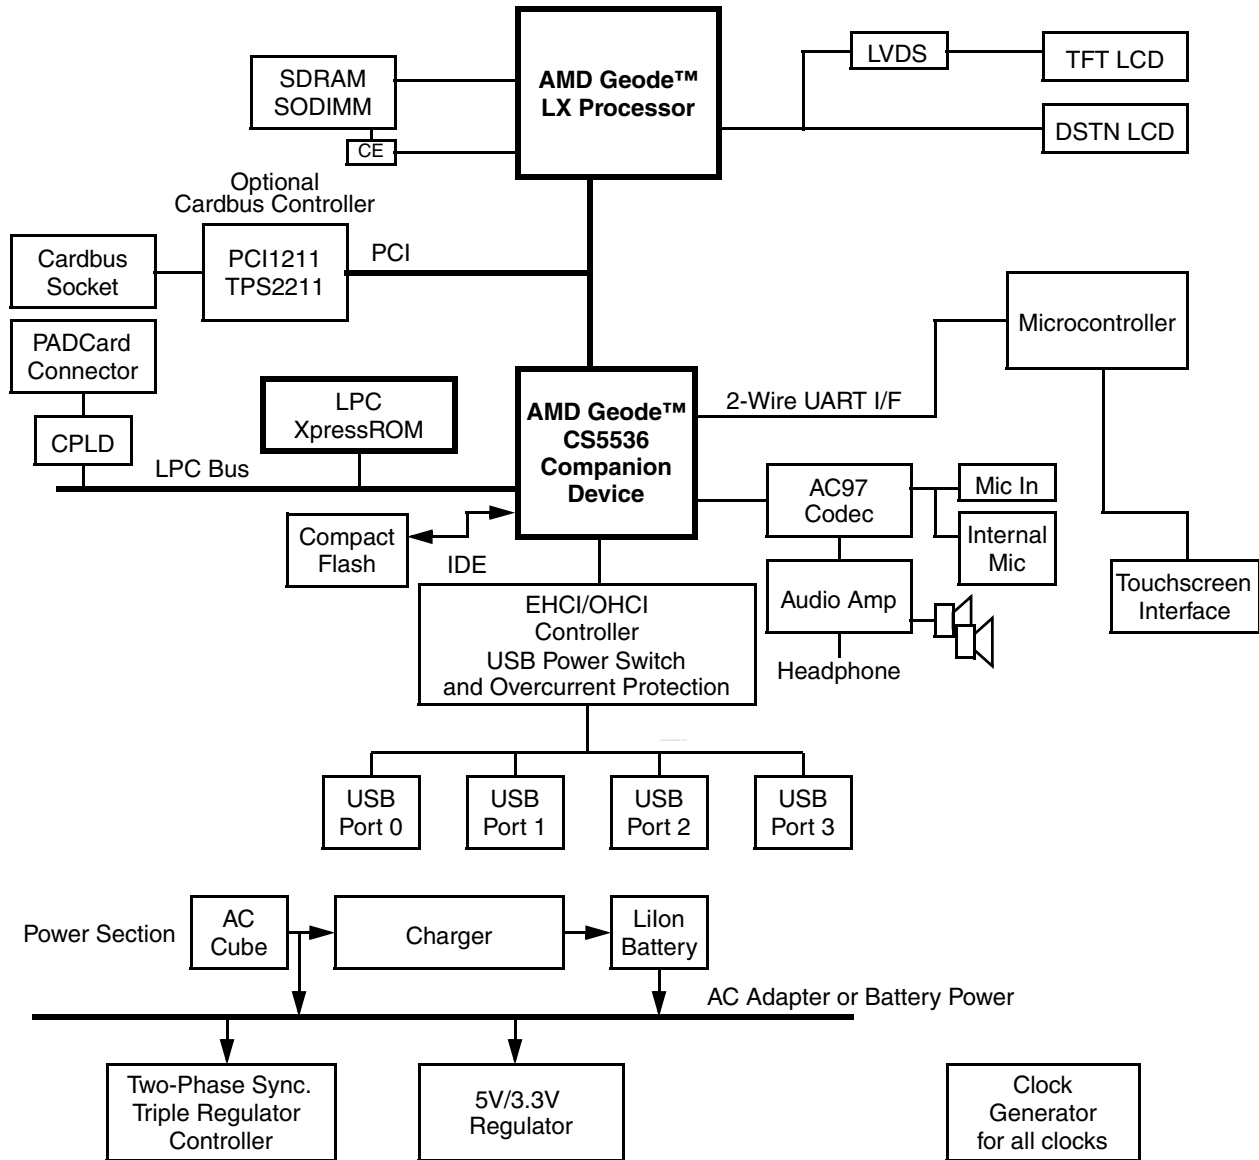 AMD Geode™
LX Processor
SDRAM
SODIMM
CE
LVDS
TFT LCD
DSTN LCD
Optional
Cardbus Controller
Cardbus
Socket
PCI1211
TPS2211
PCI
PADCard
Connector
CPLD
LPC
XpressROM
LPC Bus
AMD Geode™
CS5536
Companion
Device
2-Wire UART I/F
Microcontroller
Touchscreen
Interface
AC97
Codec
Mic In
Internal
Mic
Audio Amp
Headphone
Compact
Flash
IDE
EHCI/OHCI
Controller
USB Power Switch
and Overcurrent Protection
USB
Port 0
USB
Port 1
USB
Port 2
USB
Port 3
Power Section
AC
Cube
Charger
LiIon
Battery
AC Adapter or Battery Power
Two-Phase Sync.
Triple Regulator
Controller
5V/3.3V
Regulator
Clock
Generator
for all clocks